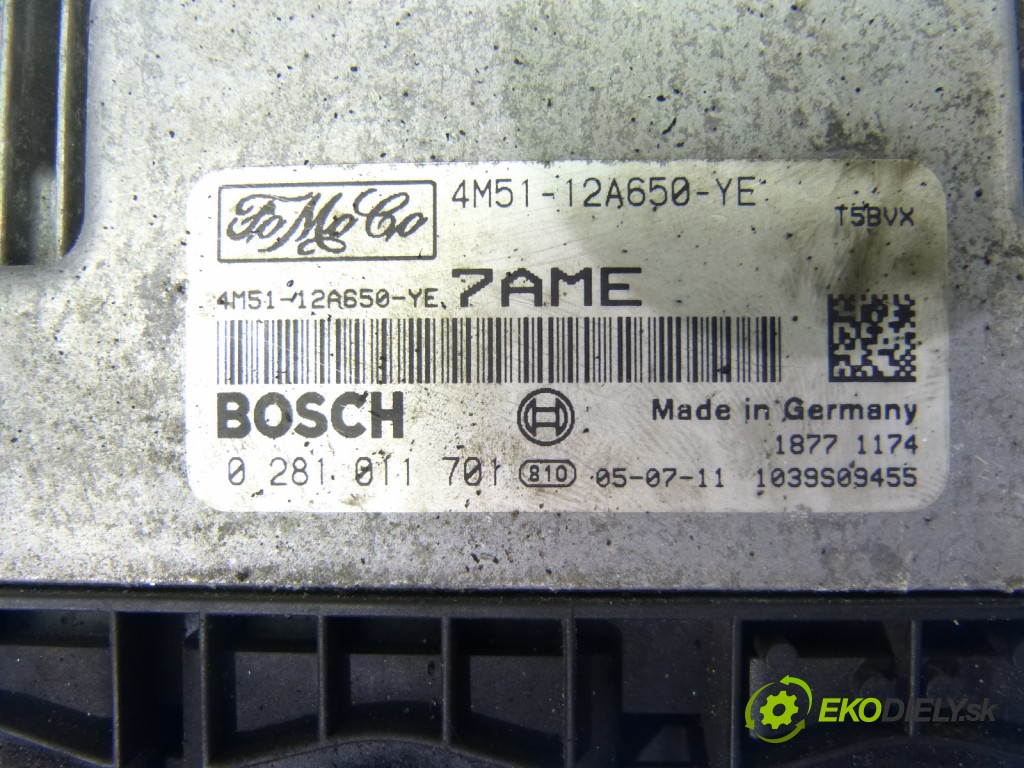 FoMoCo
4M51-12A650-YE
T5BVX
4M51-12A650-YE. 7AME
BOSCH
Made in Germany
1877 1174
0 281 011 701 810 05-07-11 1039S09455
EKODIELY.sk